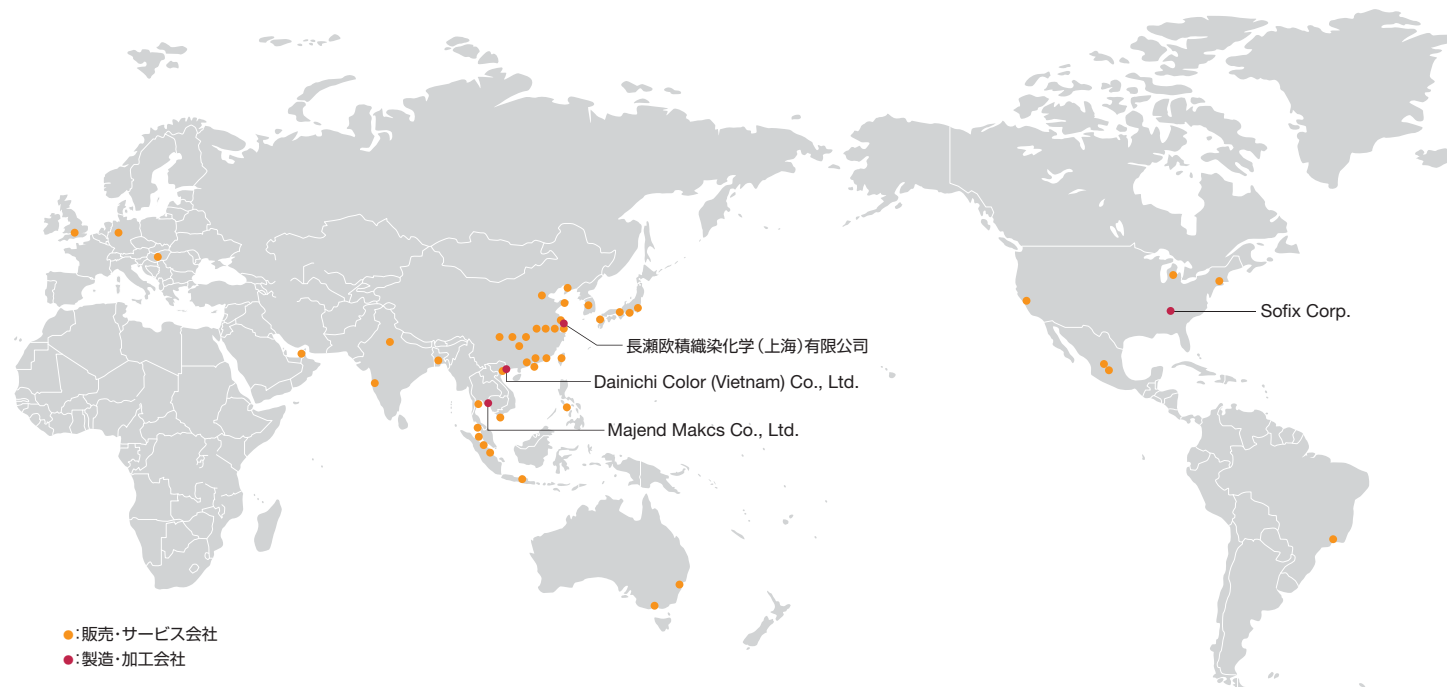 Sofix Corp.
長瀬欧積織染化学（上海）有限公司
Dainichi Color (Vietnam) Co., Ltd.
Majend Makcs Co., Ltd.
●：販売・サービス会社
●：製造・加工会社